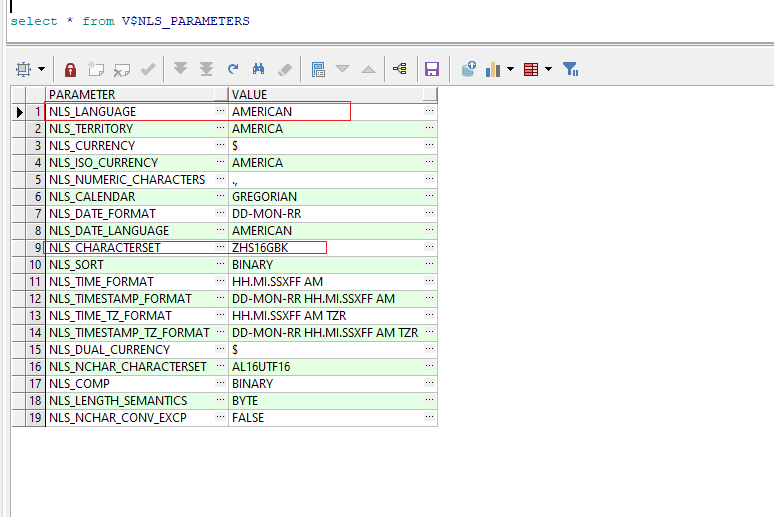 select * from V$NLS_PARAMETERS
PARAMETER VALUE
1 NLS_LANGUAGE ··· AMERICAN ···
2 NLS_TERRITORY ··· AMERICA ···
3 NLS_CURRENCY ··· $ ···
4 NLS_ISO_CURRENCY ··· AMERICA ···
5 NLS_NUMERIC_CHARACTERS ··· ., ···
6 NLS_CALENDAR ··· GREGORIAN ···
7 NLS_DATE_FORMAT ··· DD-MON-RR ···
8 NLS_DATE_LANGUAGE ··· AMERICAN ···
9 NLS_CHARACTERSET ··· ZHS16GBK ···
10 NLS_SORT ··· BINARY ···
11 NLS_TIME_FORMAT ··· HH.MI.SSXFF AM ···
12 NLS_TIMESTAMP_FORMAT ··· DD-MON-RR HH.MI.SSXFF AM ···
13 NLS_TIME_TZ_FORMAT ··· HH.MI.SSXFF AM TZR ···
14 NLS_TIMESTAMP_TZ_FORMAT ··· DD-MON-RR HH.MI.SSXFF AM TZR ···
15 NLS_DUAL_CURRENCY ··· $ ···
16 NLS_NCHAR_CHARACTERSET ··· AL16UTF16 ···
17 NLS_COMP ··· BINARY ···
18 NLS_LENGTH_SEMANTICS ··· BYTE ···
19 NLS_NCHAR_CONV_EXCP ··· FALSE ···